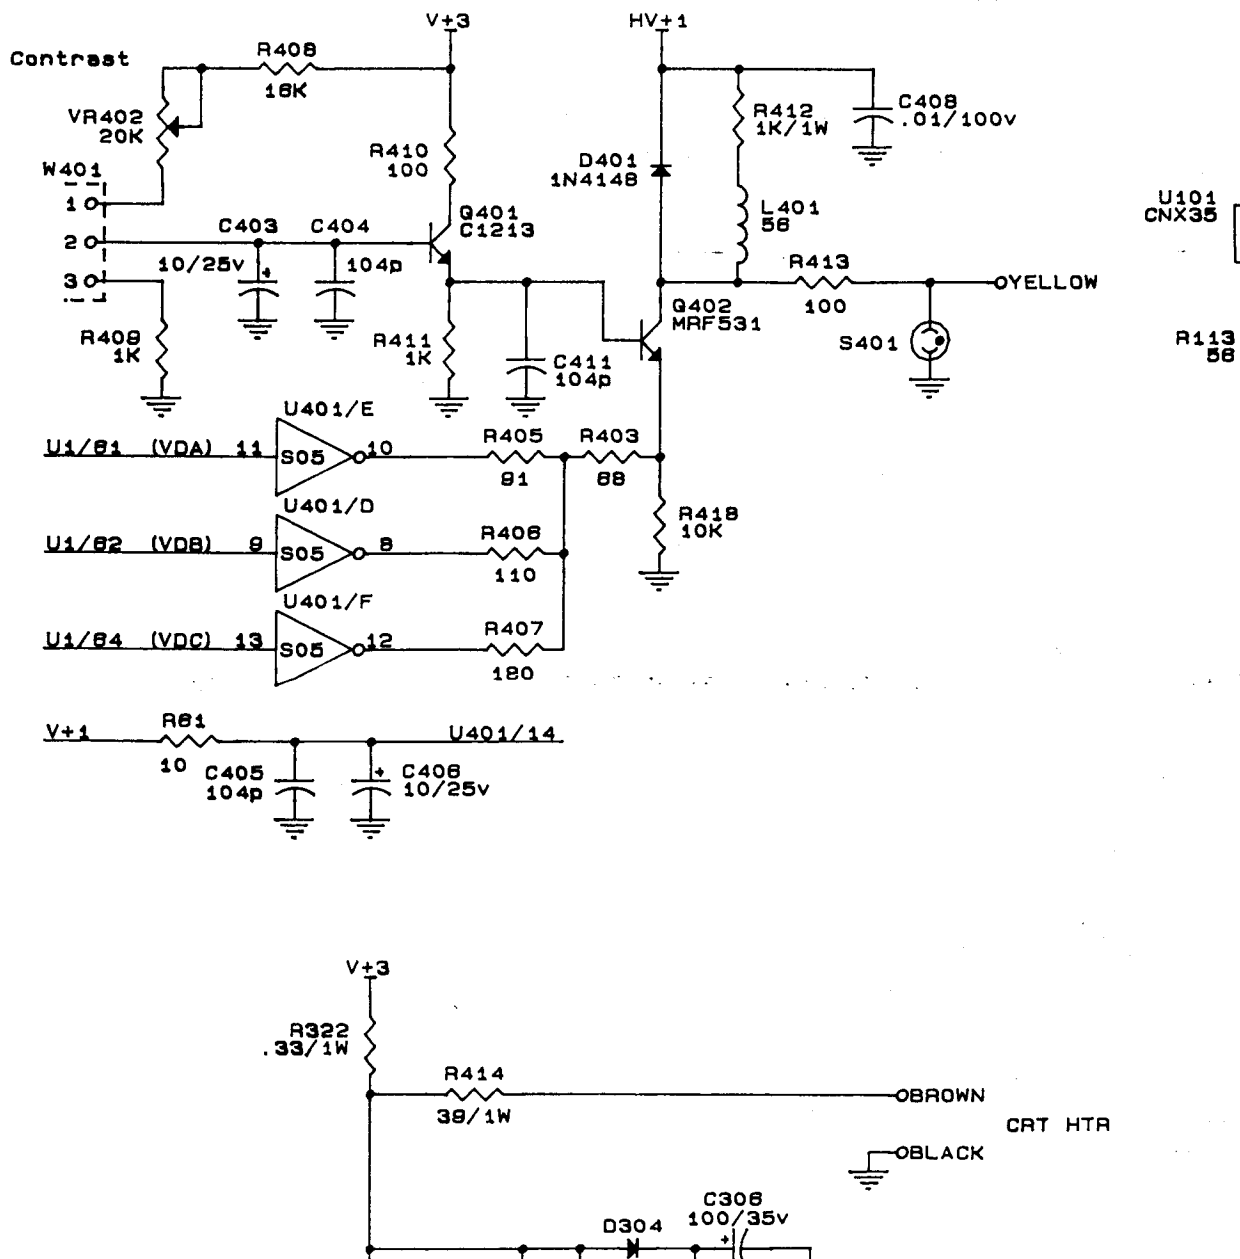 V+3
HV+1
Contrast
R408
16K
VR402
20K
R410
100
R412
1K/1W
C408
.01/100v
D401
1N4148
W401
1
2
3
C403
10/25v
+
C404
104p
Q401
C1213
L401
56
U101
CNX35
R413
100
YELLOW
Q402
MRF531
S401
R113
56
R409
1K
R411
1K
C411
104p
U401/E
U1/61 (VDA) 11
S05
10
R405
91
R403
68
U401/D
U1/62 (VDB) 9
S05
8
R406
110
R418
10K
U401/F
U1/64 (VDC) 13
S05
12
R407
180
V+1
R61
10
U401/14
C405
104p
+
C406
10/25v
V+3
R322
.33/1W
R414
39/1W
BROWN
CRT HTR
BLACK
C306
100/35v
+
D304